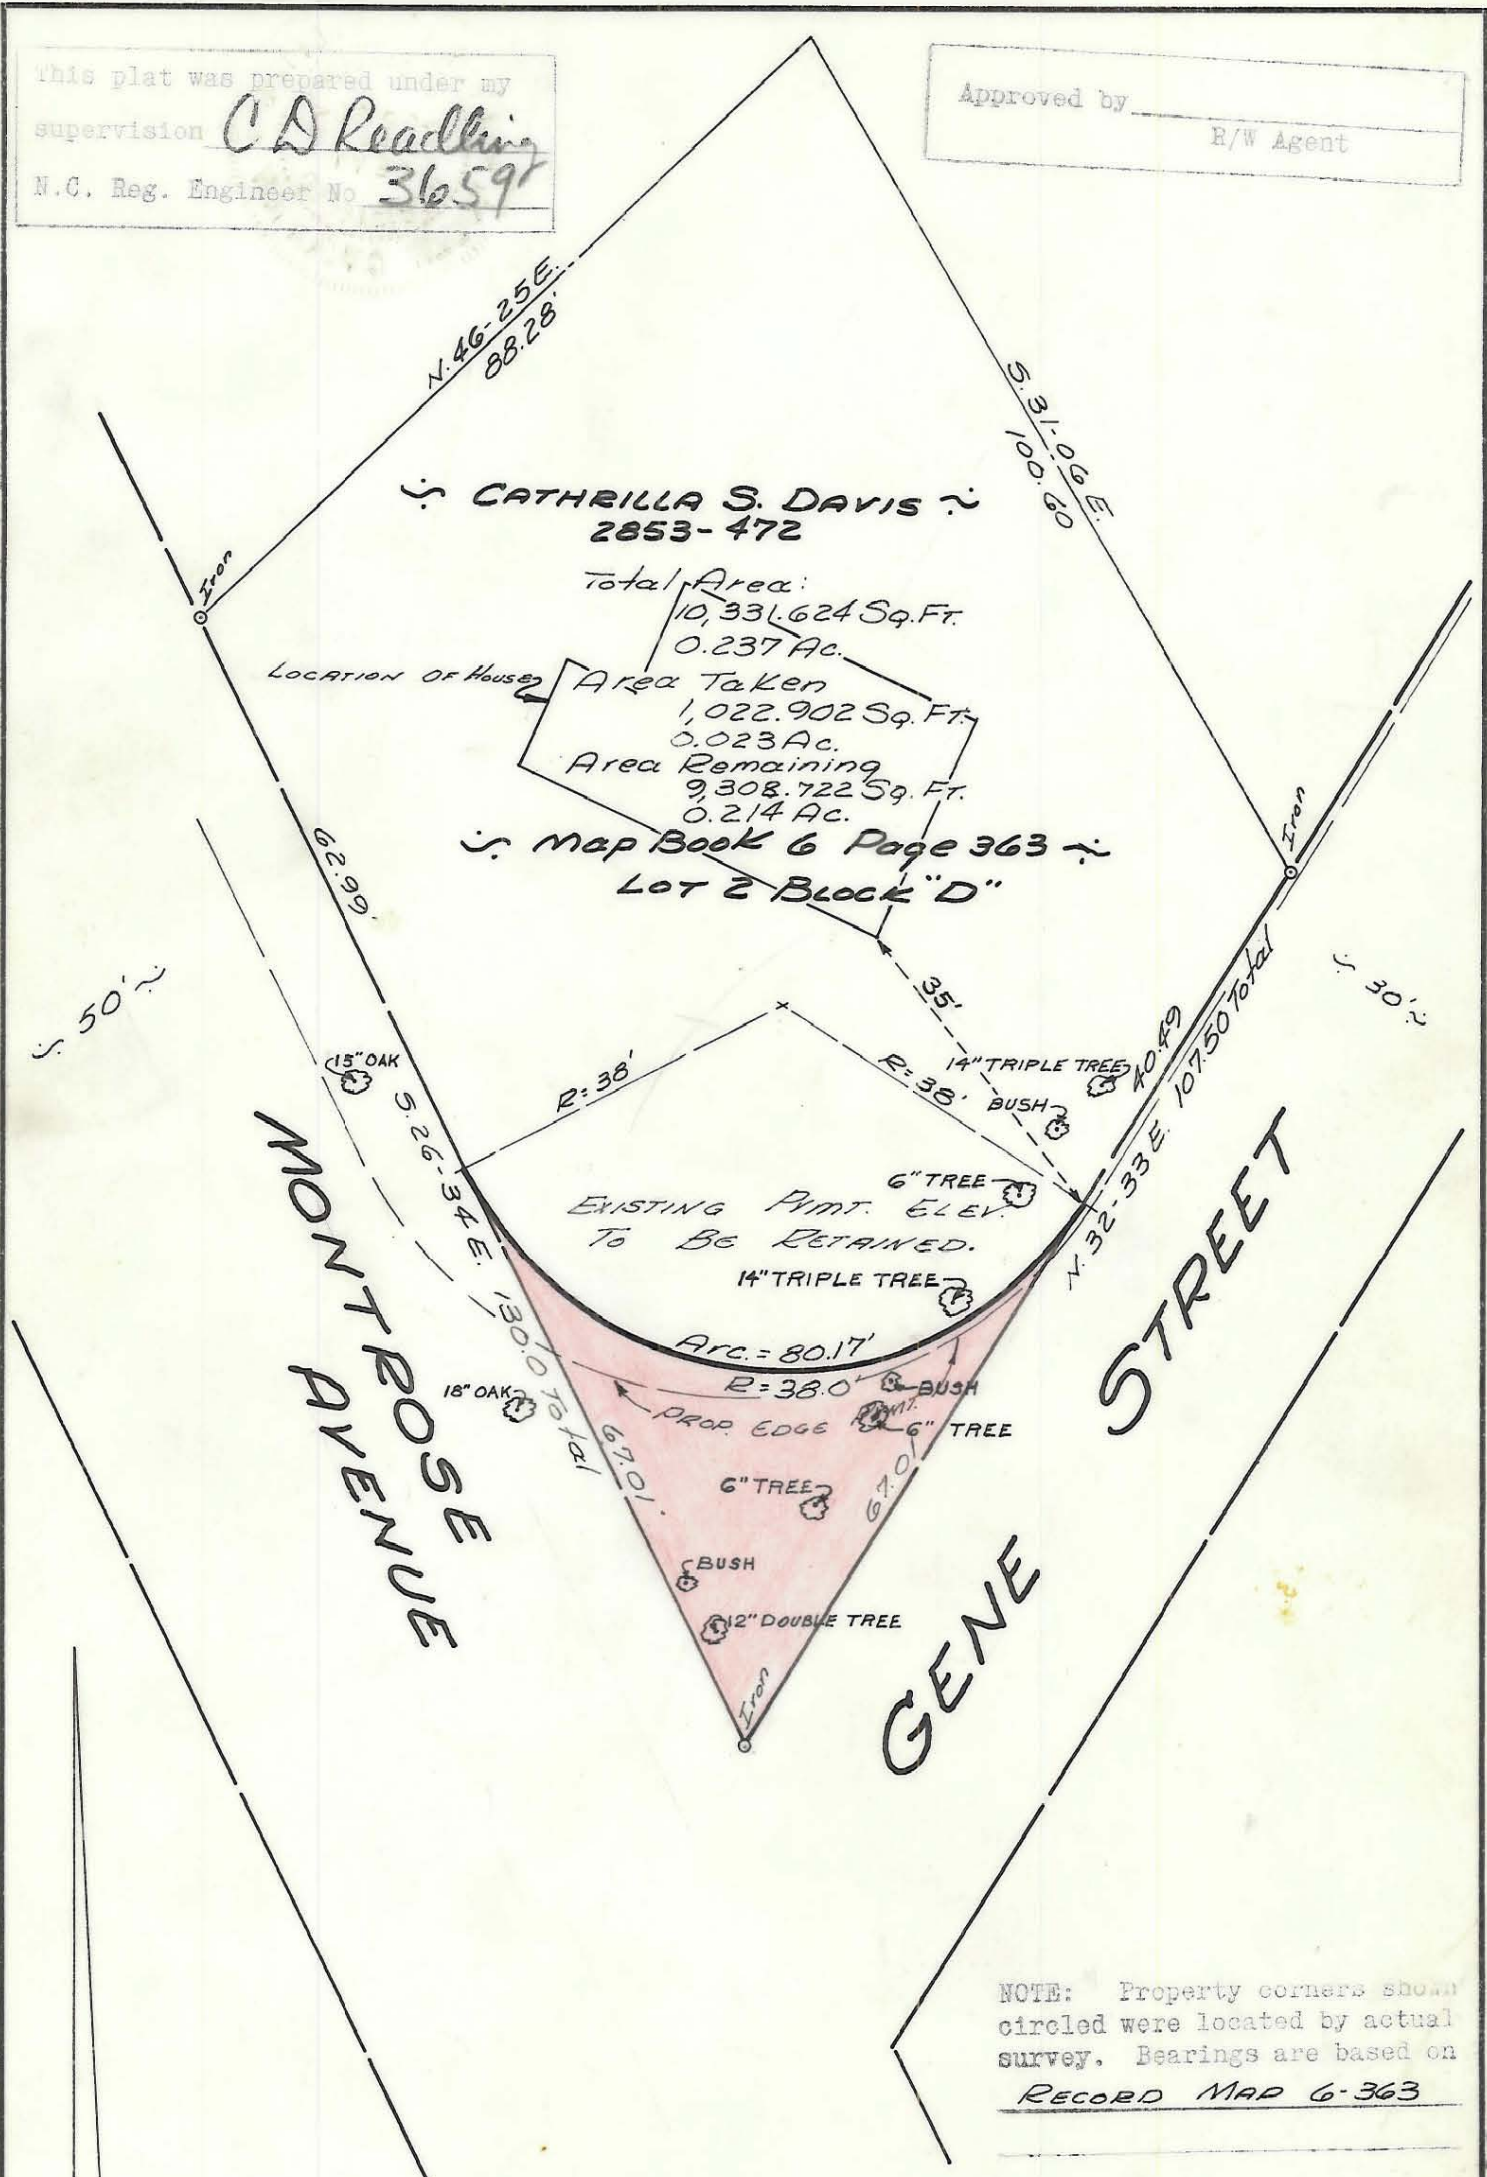 This plat was prepared under my
supervision C D Readling
N.C. Reg. Engineer No 3659
Approved by
R/W Agent
N. 46-25 E.
88.28'
S. 31-06 E.
100.60
CATHRILLA S. DAVIS
2853-472
Total Area:
10,331.624 Sq. Ft.
0.237 Ac.
LOCATION OF House
Area Taken
1,022.902 Sq. Ft.
0.023 Ac.
Area Remaining
9,308.722 Sq. Ft.
0.214 Ac.
Map Book 6 Page 363
LOT 2 BLOCK "D"
Iron
Iron
62.99'
50'
30'
35'
R=38'
R=38'
15" OAK
14" TRIPLE TREE
BUSH
40.49
N. 32-33 E. 107.50 Total
S. 26-34 E. 130.0 Total
6" TREE
EXISTING PVMT. ELEV.
TO BE RETAINED.
14" TRIPLE TREE
MONTROSE
AVENUE
GENE STREET
Arc. = 80.17'
R=38.0'
BUSH
18" OAK
PROP. EDGE PVMT.
6" TREE
67.01'
67.01
6" TREE
BUSH
12" DOUBLE TREE
Iron
NOTE: Property corners shown
circled were located by actual
survey. Bearings are based on
RECORD MAP 6-363